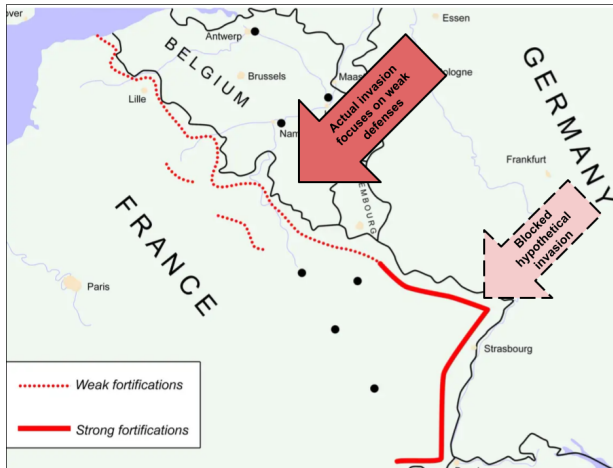 over
Essen
Antwerp
BELGIUM
Brussels
Maas
ologne
Lille
Nam
Actual invasion
focuses on weak
defenses
GERMANY
Frankfurt
EMBOURG
FRANCE
Blocked
hypothetical
invasion
Paris
Strasbourg
Weak fortifications
Strong fortifications